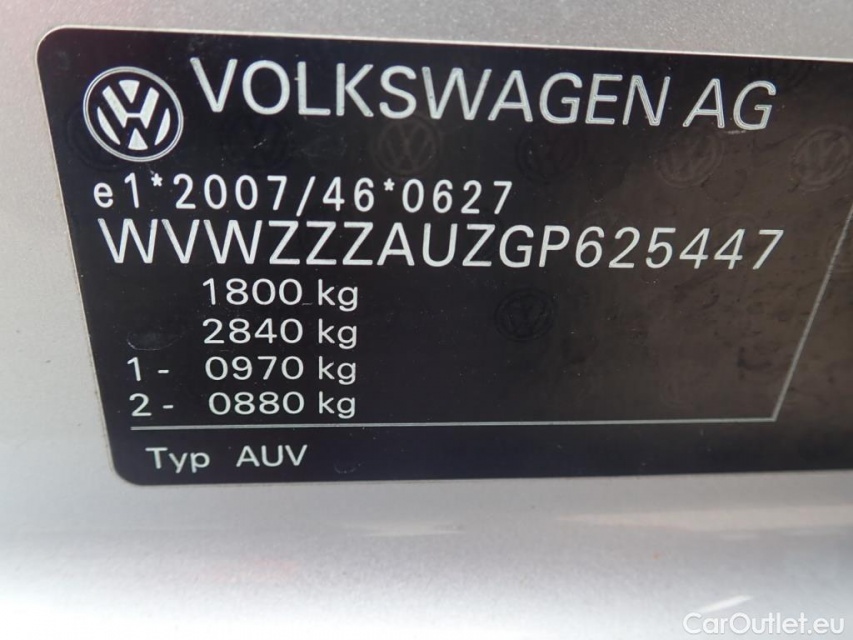 VOLKSWAGEN AG
e1*2007/46*0627
WVWZZZAUZGP625447
1800 kg
2840 kg
1 - 0970 kg
2 - 0880 kg
Typ AUV
CarOutlet.eu